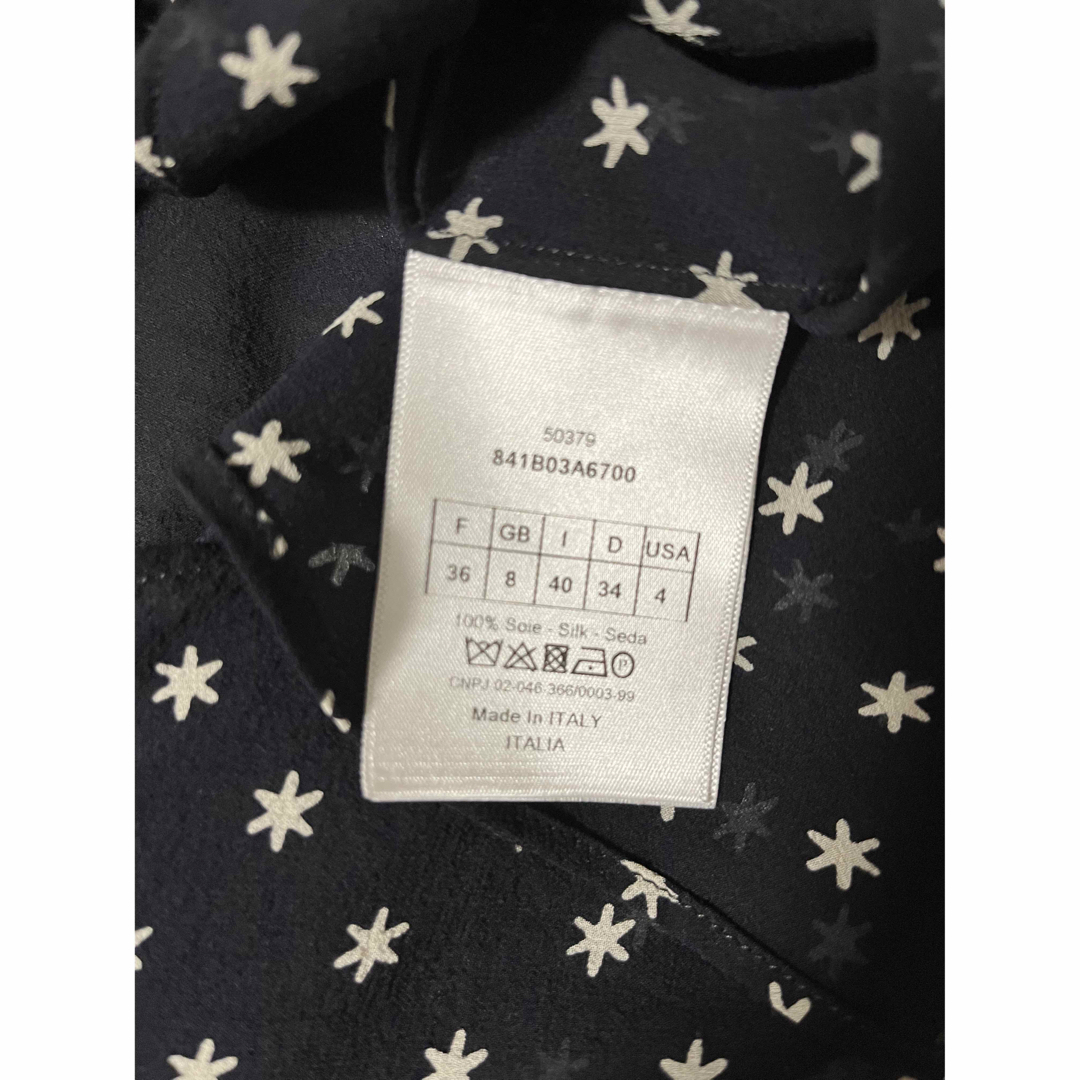 50379
841B03A6700
F GB I D USA
36 8 40 34 4
100% Soie - Silk - Seda
P
CNPJ 02-046 366/0003-99
Made In ITALY
ITALIA